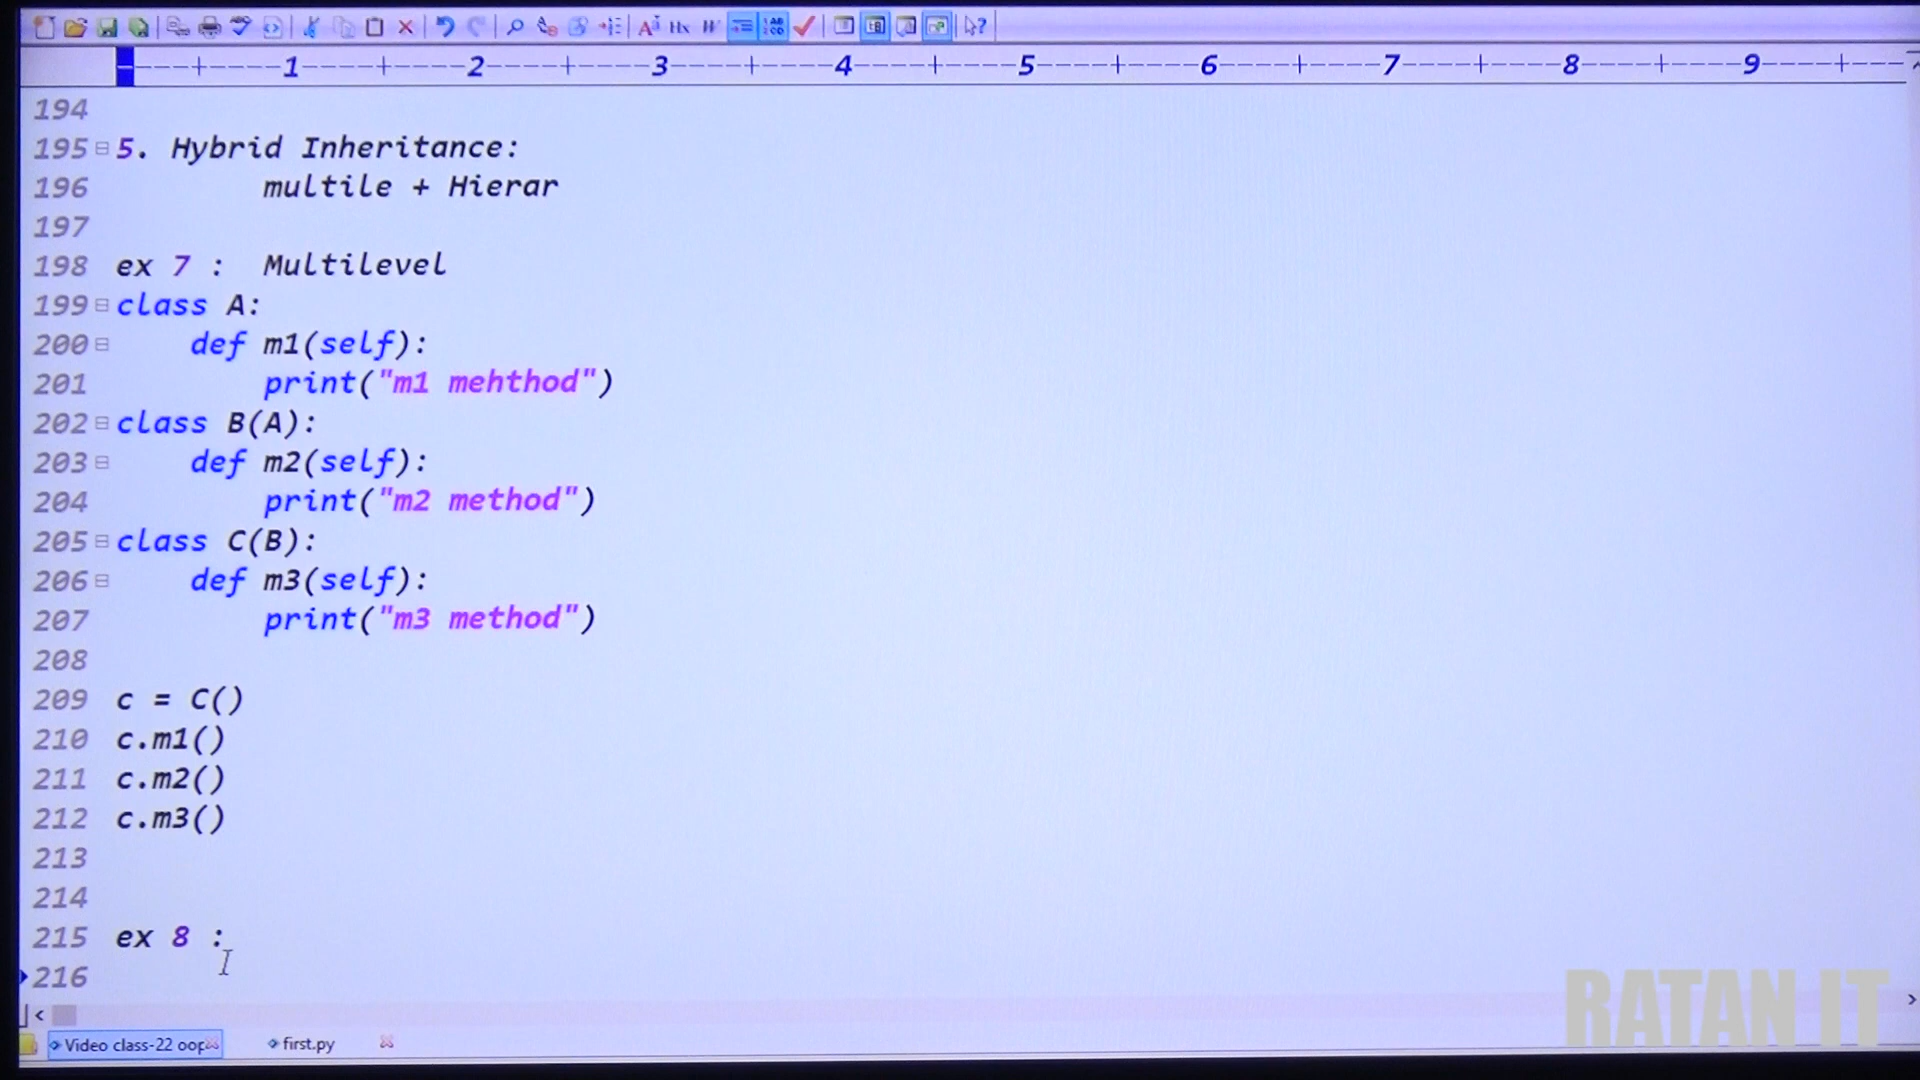 1 2 3 4 5 6 7 8 9
194
195 5. Hybrid Inheritance:
196 multile + Hierar
197
198 ex 7 : Multilevel
199 class A:
200 def m1(self):
201 print("m1 mehthod")
202 class B(A):
203 def m2(self):
204 print("m2 method")
205 class C(B):
206 def m3(self):
207 print("m3 method")
208
209 c = C()
210 c.m1()
211 c.m2()
212 c.m3()
213
214
215 ex 8 :
216
RATAN IT
Video class-22 oop first.py